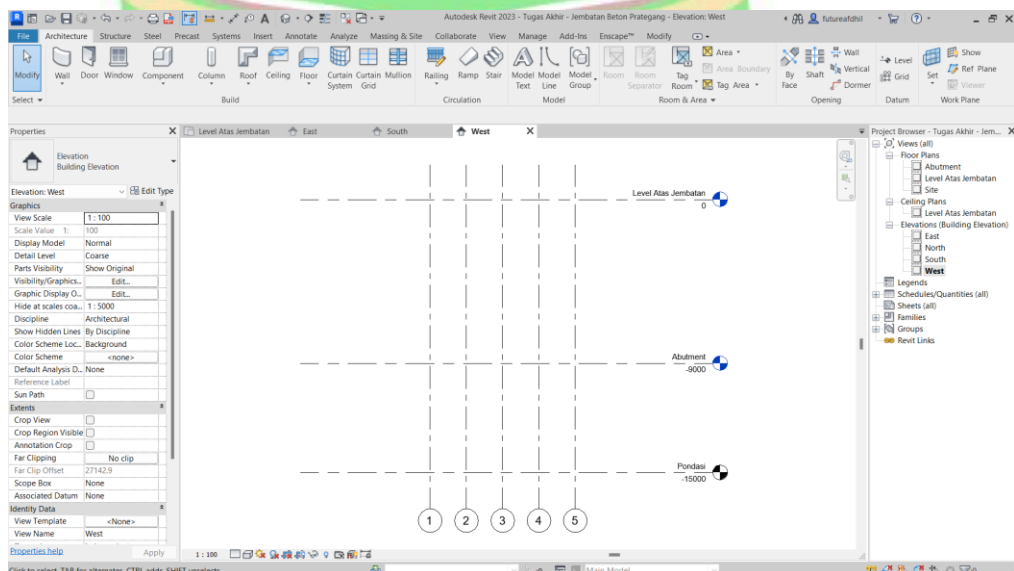 Autodesk Revit 2023 - Tugas Akhir - Jembatan Beton Prategang - Elevation: West
futureafdhil
File Architecture Structure Steel Precast Systems Insert Annotate Analyze Massing & Site Collaborate View Manage Add-Ins Enscape™ Modify
Modify Wall Door Window Component Column Roof Ceiling Floor Curtain System Curtain Grid Mullion Railing Ramp Stair Model Text Model Line Model Group Room Room Separator Tag Room Area Area Boundary Tag Area By Face Shaft Wall Vertical Dormer Level Grid Set Show Ref Plane Viewer
Select Build Circulation Model Room & Area Opening Datum Work Plane
Properties
Level Atas Jembatan East South West
Elevation
Building Elevation
Elevation: West Edit Type
Graphics
View Scale 1 : 100
Scale Value 1: 100
Display Model Normal
Detail Level Coarse
Parts Visibility Show Original
Visibility/Graphics... Edit...
Graphic Display O... Edit...
Hide at scales coa... 1 : 5000
Discipline Architectural
Show Hidden Lines By Discipline
Color Scheme Loc... Background
Color Scheme <none>
Default Analysis D... None
Reference Label
Sun Path
Extents
Crop View
Crop Region Visible
Annotation Crop
Far Clipping No clip
Far Clip Offset 27142.9
Scope Box None
Associated Datum None
Identity Data
View Template <None>
View Name West
Properties help Apply
Level Atas Jembatan
0
Abutment
-9000
Pondasi
-15000
1 2 3 4 5
1 : 100
Project Browser - Tugas Akhir - Jem...
Views (all)
Floor Plans
Abutment
Level Atas Jembatan
Site
Ceiling Plans
Level Atas Jembatan
Elevations (Building Elevation)
East
North
South
West
Legends
Schedules/Quantities (all)
Sheets (all)
Families
Groups
Revit Links
Click to select, TAB for alternates, CTRL adds, SHIFT unselects.
Main Model